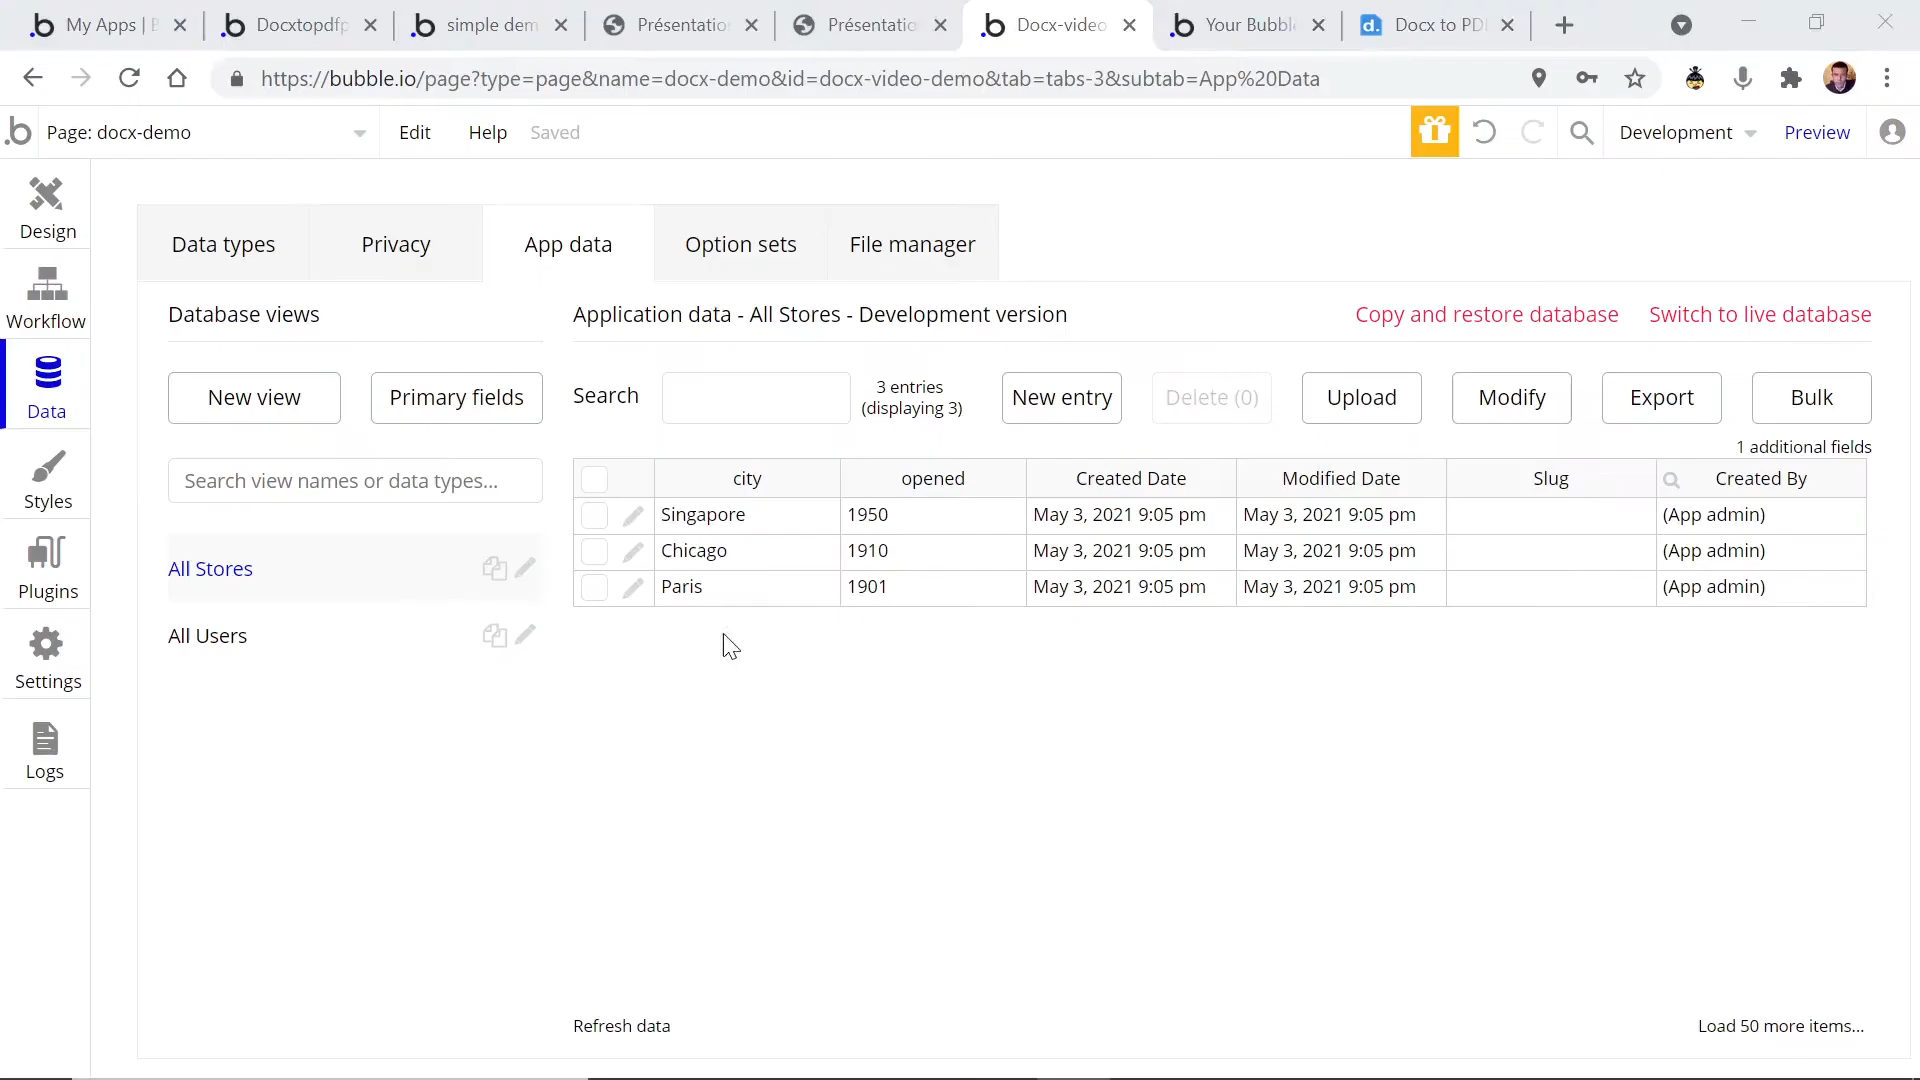 My Apps | B
Docxtopdfp
simple dem
Présentatio
Présentatio
Docx-video
Your Bubbl
Docx to PD
https://bubble.io/page?type=page&name=docx-demo&id=docx-video-demo&tab=tabs-3&subtab=App%20Data
Page: docx-demo
Edit
Help
Saved
Development
Preview
Design
Workflow
Data
Styles
Plugins
Settings
Logs
Data types
Privacy
App data
Option sets
File manager
Database views
Application data - All Stores - Development version
Copy and restore database
Switch to live database
New view
Primary fields
Search
3 entries
(displaying 3)
New entry
Delete (0)
Upload
Modify
Export
Bulk
1 additional fields
Search view names or data types...
All Stores
All Users
city opened Created Date Modified Date Slug Created By
Singapore 1950 May 3, 2021 9:05 pm May 3, 2021 9:05 pm (App admin)
Chicago 1910 May 3, 2021 9:05 pm May 3, 2021 9:05 pm (App admin)
Paris 1901 May 3, 2021 9:05 pm May 3, 2021 9:05 pm (App admin)
Refresh data
Load 50 more items...